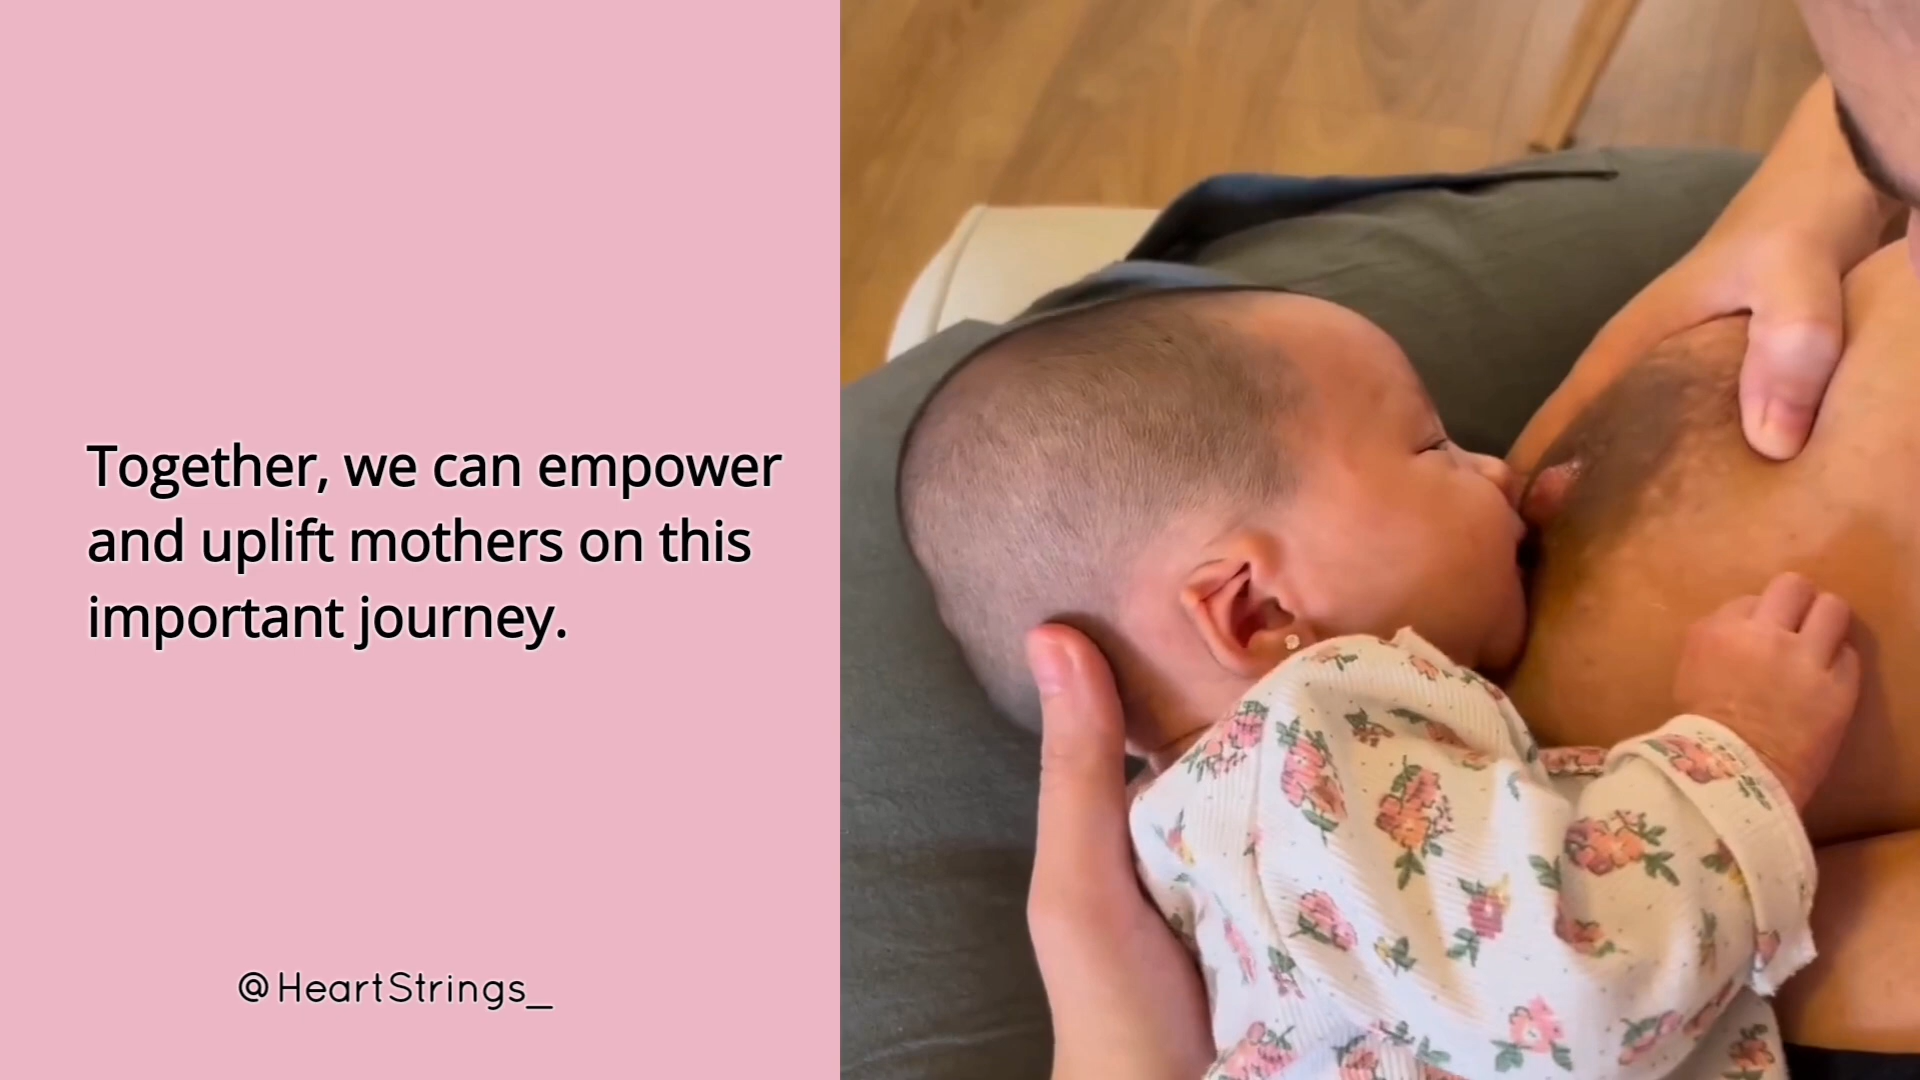 Together, we can empower
and uplift mothers on this
important journey.
@HeartStrings_